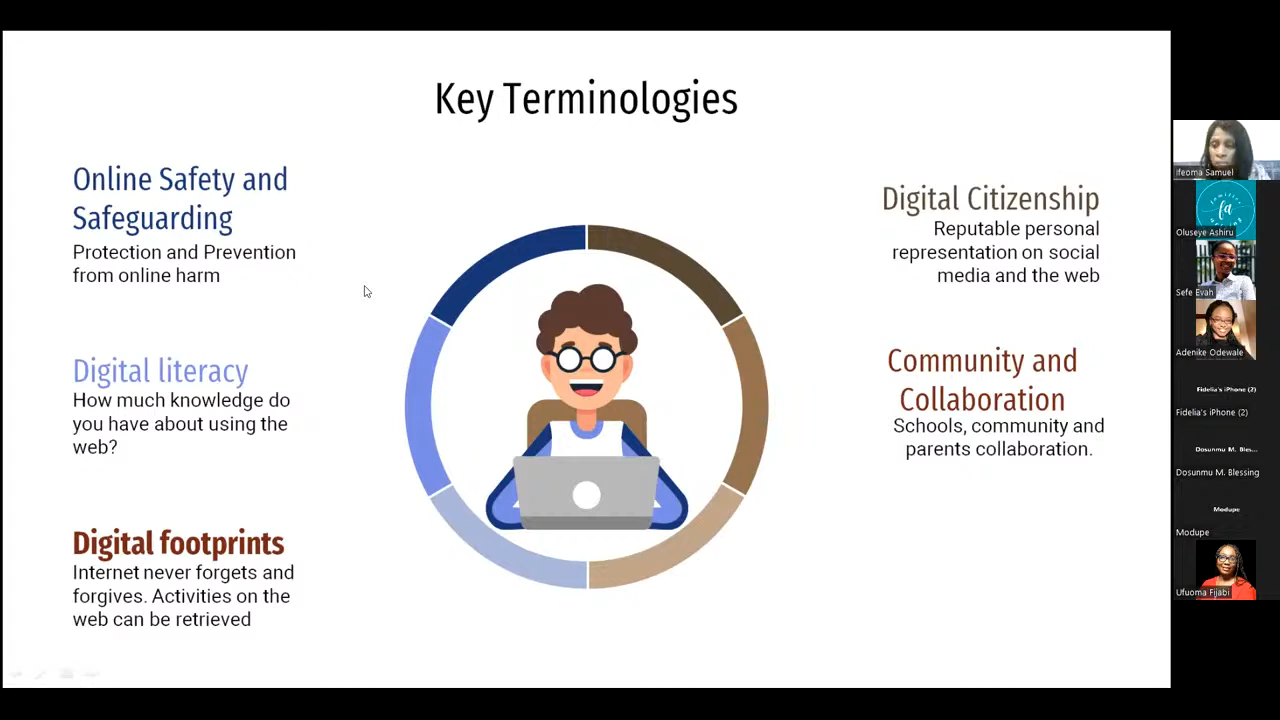 Key Terminologies
Online Safety and
Safeguarding
Protection and Prevention
from online harm
Digital literacy
How much knowledge do
you have about using the
web?
Digital footprints
Internet never forgets and
forgives. Activities on the
web can be retrieved
Digital Citizenship
Reputable personal
representation on social
media and the web
Community and
Collaboration
Schools, community and
parents collaboration.
Ifeoma Samuel
fa
Oluseye Ashiru
Sefe Evah
Adenike Odewale
Fidelia's iPhone (2)
Fidelia's iPhone (2)
Dosunmu M. Bles...
Dosunmu M. Blessing
Modupe
Modupe
Ufuoma Fijabi